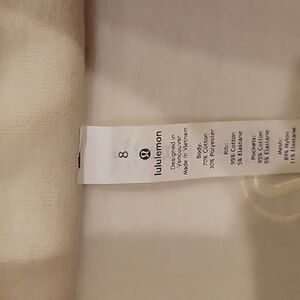 8
lululemon
Designed in
Vancouver
Made in Vietnam
Body:
70% Cotton
30% Polyester
Rib:
95% Cotton
5% Elastane
Pockets:
95% Cotton
5% Elastane
Mesh:
89% Nylon
11% Elastane